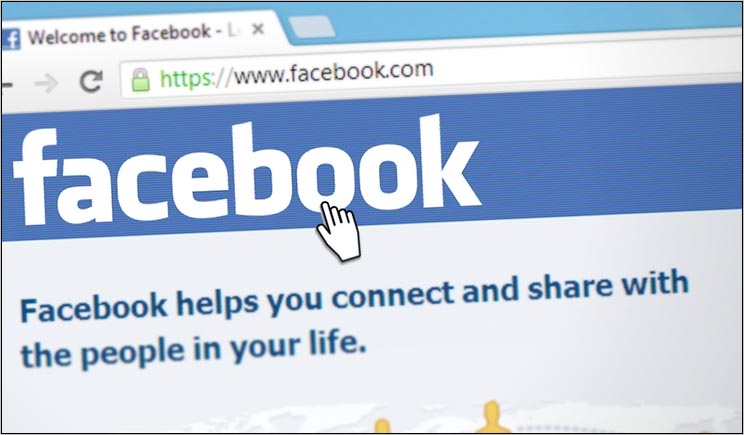 Welcome to Facebook - L
https://www.facebook.com
facebook
Facebook helps you connect and share with
the people in your life.